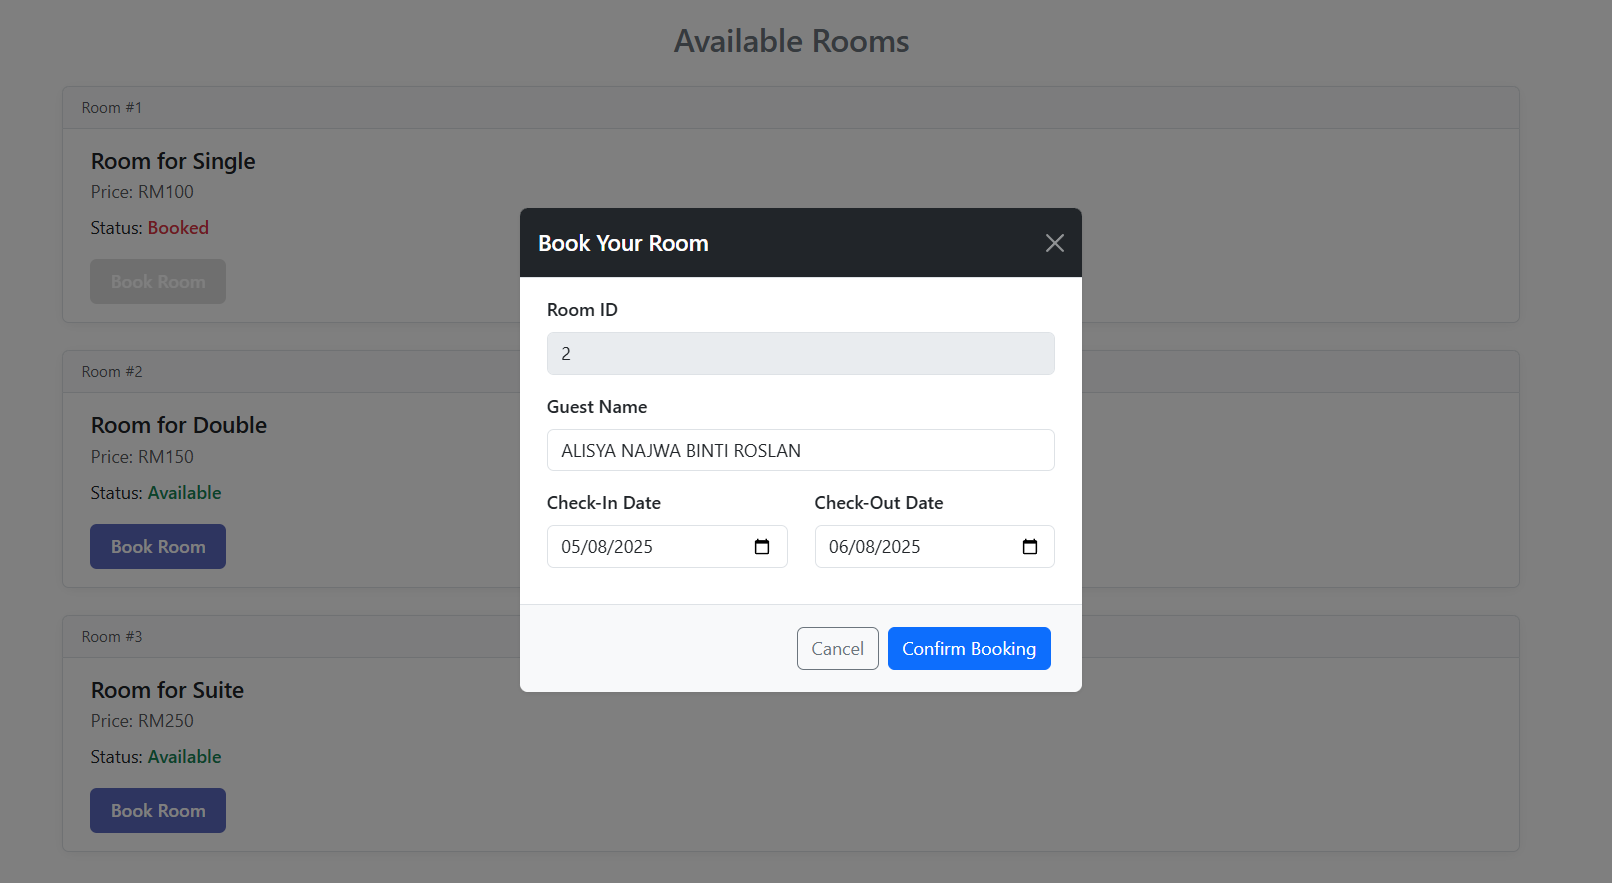 Available Rooms
Room #1
Room for Single
Price: RM100
Status: Booked
Book Room
Room #2
Room for Double
Price: RM150
Status: Available
Book Room
Room #3
Room for Suite
Price: RM250
Status: Available
Book Room
Book Your Room
Room ID
2
Guest Name
ALISYA NAJWA BINTI ROSLAN
Check-In Date Check-Out Date
05/08/2025 06/08/2025
Cancel Confirm Booking